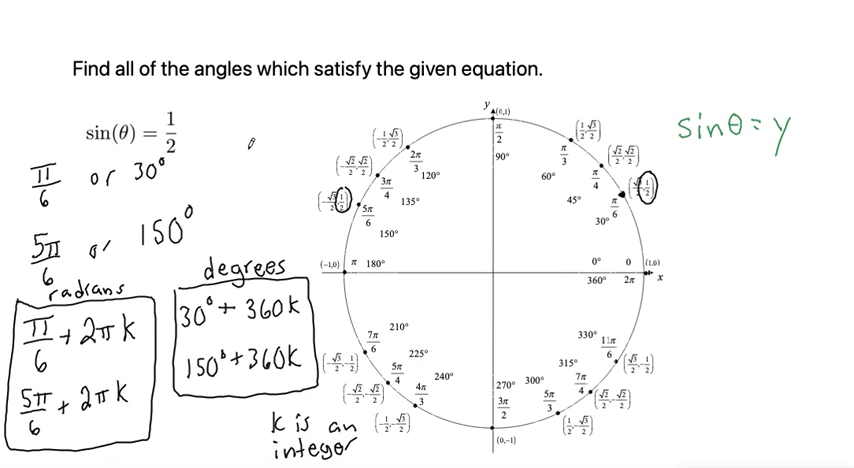 Find all of the angles which satisfy the given equation.
sin(θ) = 1/2
sinθ = y
π/6 or 30°
5π/6 or 150°
radians
π/6 + 2πk
5π/6 + 2πk
degrees
30° + 360k
150° + 360k
k is an
integer
y
(0,1)
π/2
90°
(1/2, √3/2)
π/3
60°
(√2/2, √2/2)
π/4
45°
(√3/2, 1/2)
π/6
30°
(-1/2, √3/2)
2π/3
120°
(-√2/2, √2/2)
3π/4
135°
(-√3/2, 1/2)
5π/6
150°
(-1,0) π 180°
0° 0 (1,0)
360° 2π x
210°
7π/6
(-√3/2, -1/2)
225°
5π/4
(-√2/2, -√2/2)
240°
4π/3
(-1/2, -√3/2)
270°
3π/2
(0,-1)
300°
5π/3
(1/2, -√3/2)
315°
7π/4
(√2/2, -√2/2)
330°
11π/6
(√3/2, -1/2)